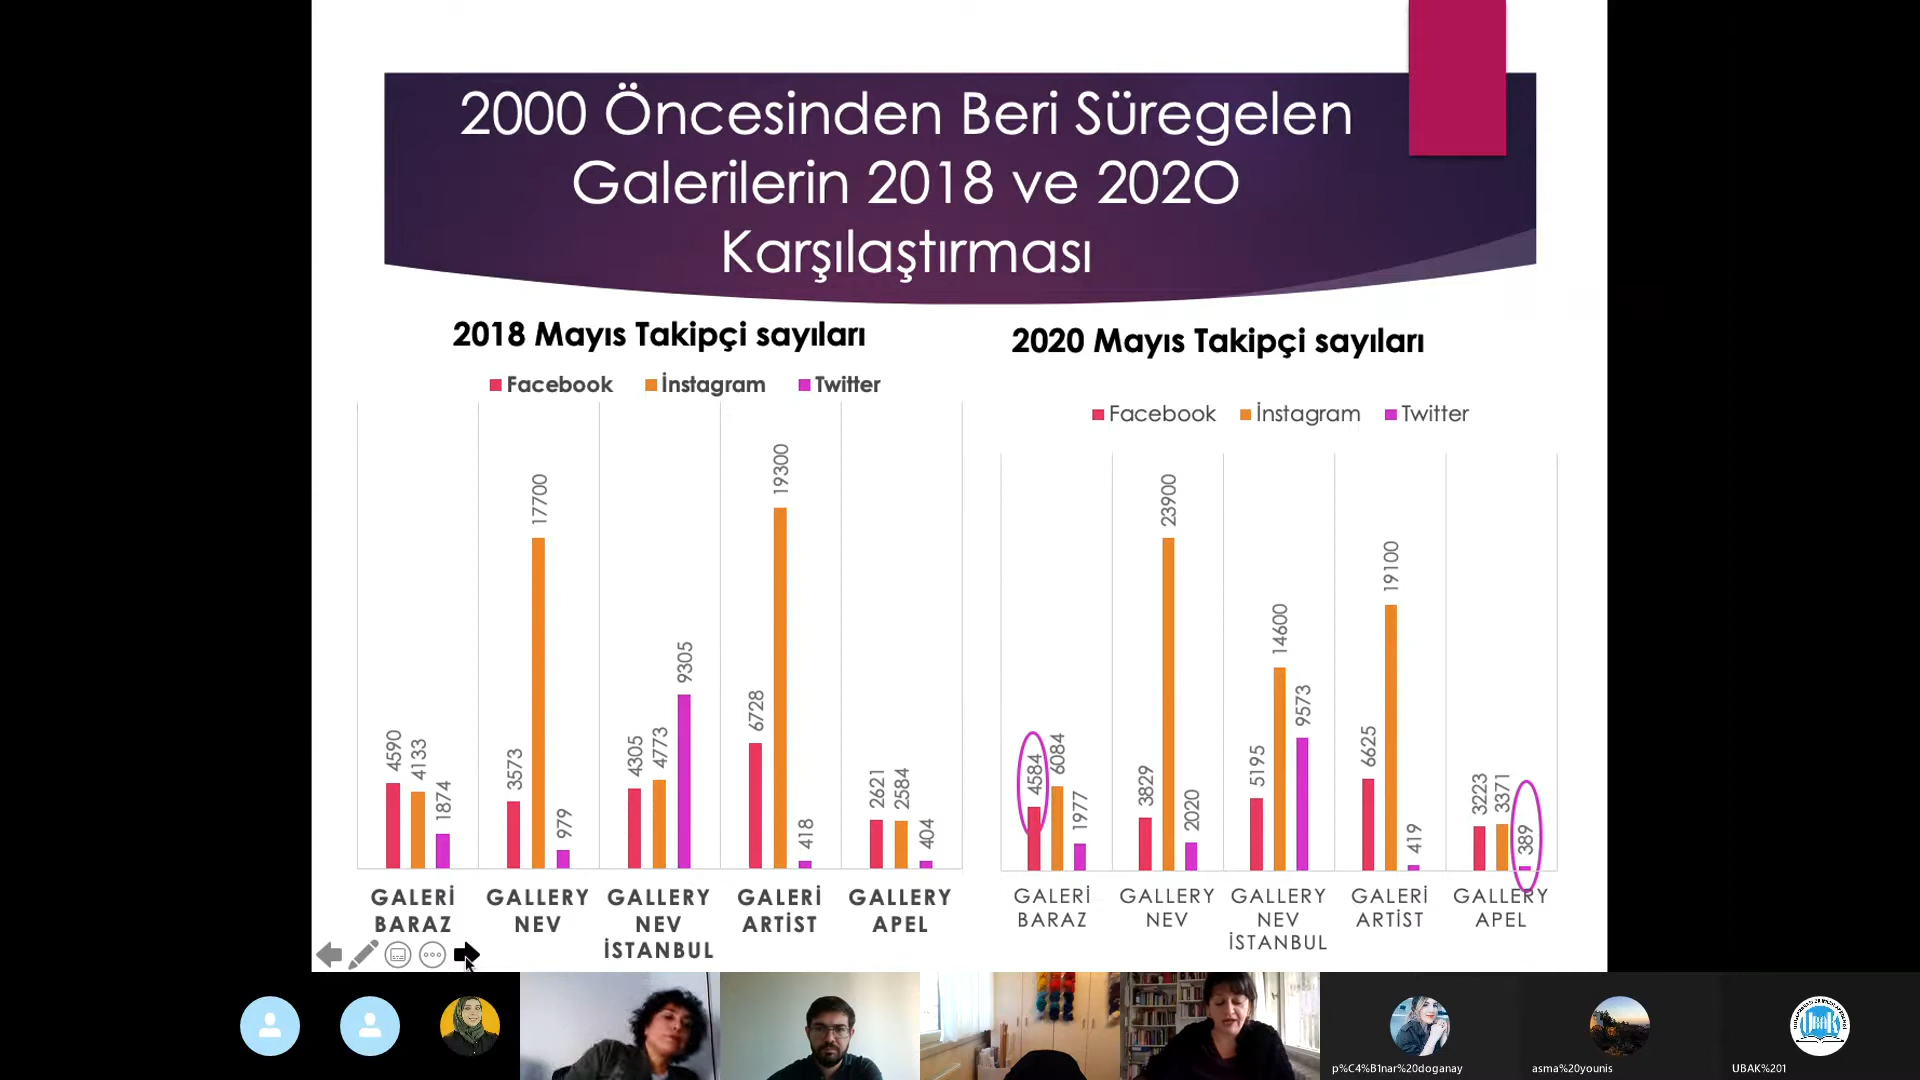 2000 Öncesinden Beri Süregelen
Galerilerin 2018 ve 202O
Karşılaştırması
2018 Mayıs Takipçi sayıları
Facebook İnstagram Twitter
4590
4133
1874
3573
17700
979
4305
4773
9305
6728
19300
418
2621
2584
404
GALERİ BARAZ
GALLERY NEV
GALLERY NEV İSTANBUL
GALERİ ARTİST
GALLERY APEL
2020 Mayıs Takipçi sayıları
Facebook İnstagram Twitter
4584
6084
1977
3829
23900
2020
5195
14600
9573
6625
19100
419
3223
3371
389
GALERİ BARAZ
GALLERY NEV
GALLERY NEV İSTANBUL
GALERİ ARTİST
GALLERY APEL
p%C4%B1nar%20doganay
asma%20younis
UBAK
UBAK%201